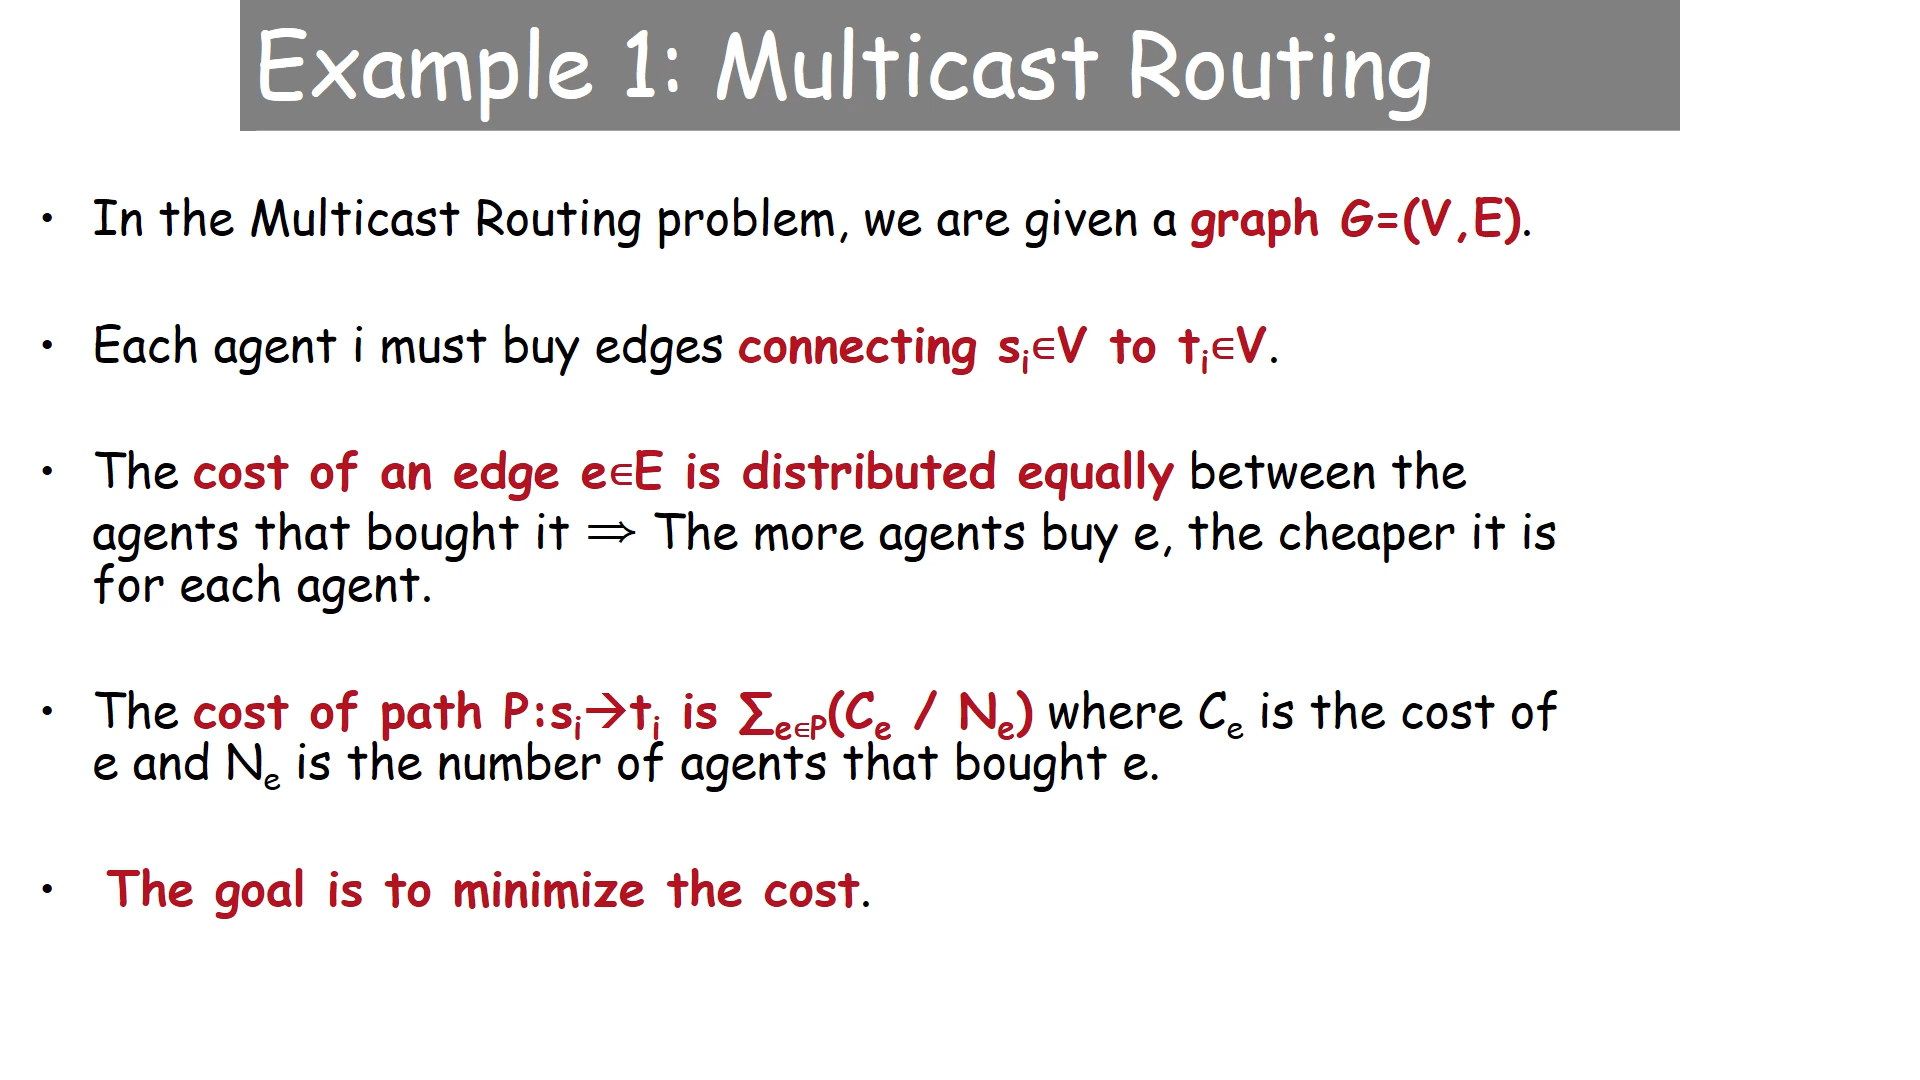 Example 1: Multicast Routing
• In the Multicast Routing problem, we are given a graph G=(V,E).
• Each agent i must buy edges connecting sᵢ∈V to tᵢ∈V.
• The cost of an edge e∈E is distributed equally between the
agents that bought it ⇒ The more agents buy e, the cheaper it is
for each agent.
• The cost of path P:sᵢ→tᵢ is ∑ₑ∈P(Cₑ / Nₑ) where Cₑ is the cost of
e and Nₑ is the number of agents that bought e.
• The goal is to minimize the cost.